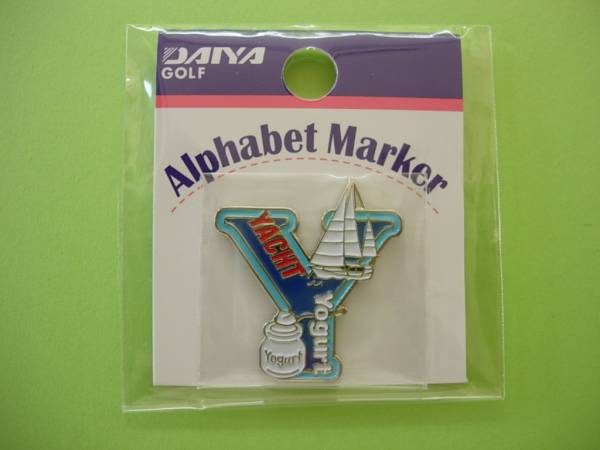 DAIYA
GOLF
Alphabet Marker
YACHT
Yogurt
Yogurt